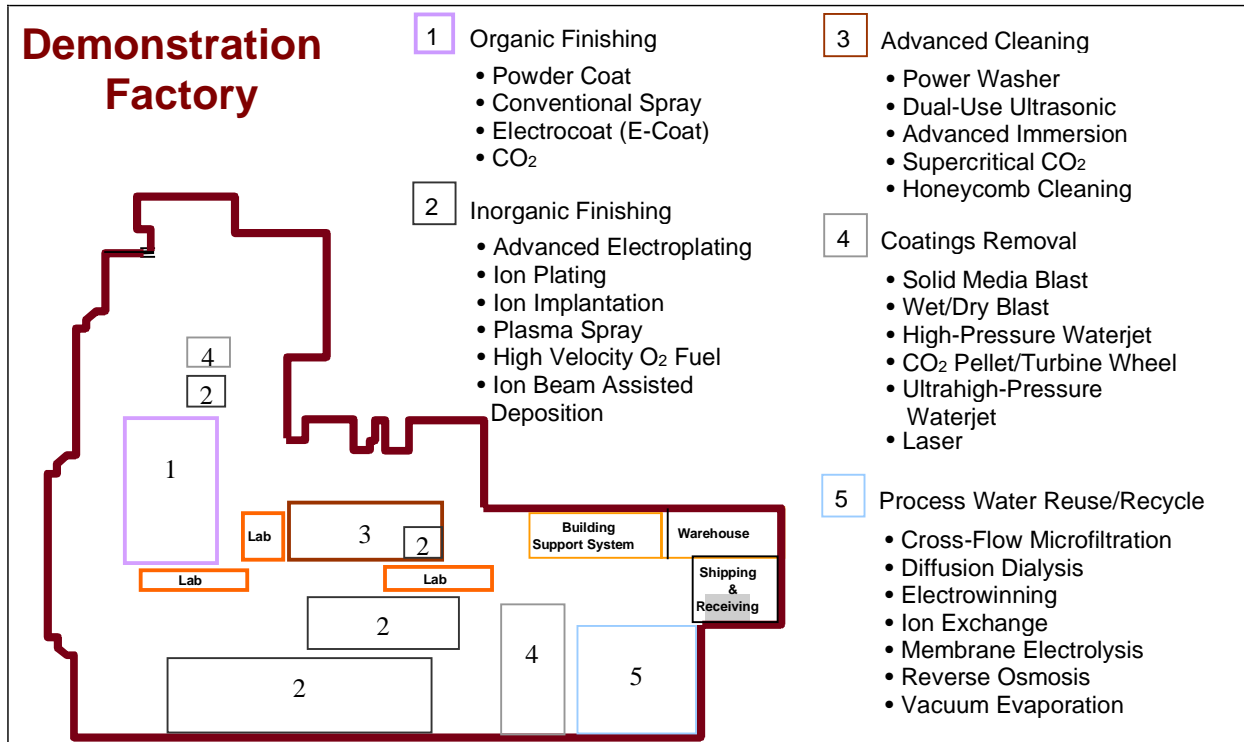 Demonstration
Factory
1 Organic Finishing
• Powder Coat
• Conventional Spray
• Electrocoat (E-Coat)
• CO₂
2 Inorganic Finishing
• Advanced Electroplating
• Ion Plating
• Ion Implantation
• Plasma Spray
• High Velocity O₂ Fuel
• Ion Beam Assisted
Deposition
3 Advanced Cleaning
• Power Washer
• Dual-Use Ultrasonic
• Advanced Immersion
• Supercritical CO₂
• Honeycomb Cleaning
4 Coatings Removal
• Solid Media Blast
• Wet/Dry Blast
• High-Pressure Waterjet
• CO₂ Pellet/Turbine Wheel
• Ultrahigh-Pressure
Waterjet
• Laser
5 Process Water Reuse/Recycle
• Cross-Flow Microfiltration
• Diffusion Dialysis
• Electrowinning
• Ion Exchange
• Membrane Electrolysis
• Reverse Osmosis
• Vacuum Evaporation
4
2
1
Lab
3
2
Lab
Lab
Building
Support System
Warehouse
Shipping
&
Receiving
2
2
4
5